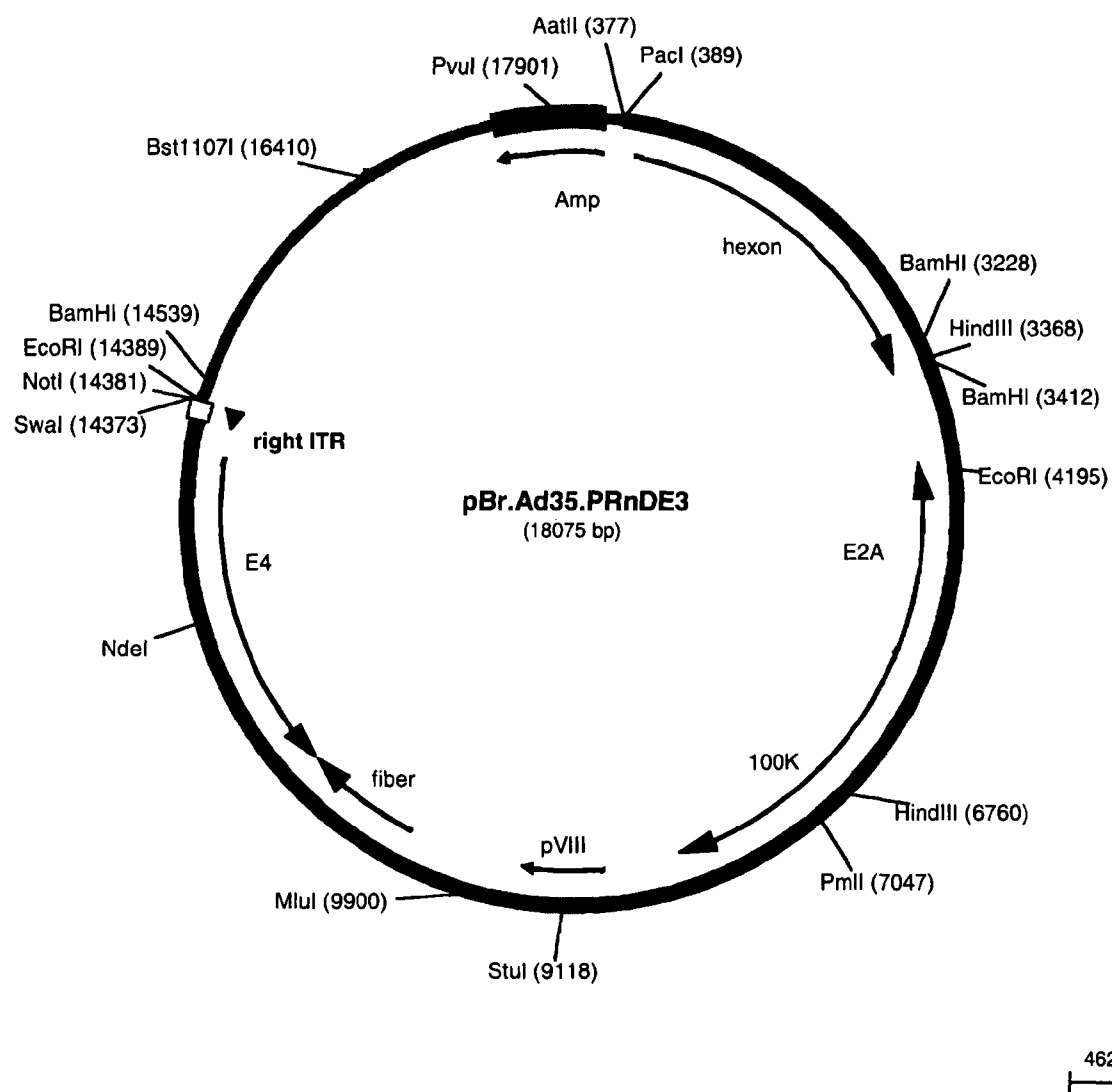 AatII (377)
PacI (389)
PvuI (17901)
Bst1107I (16410)
Amp
hexon
BamHI (3228)
HindIII (3368)
BamHI (3412)
BamHI (14539)
EcoRI (14389)
NotI (14381)
SwaI (14373)
right ITR
EcoRI (4195)
pBr.Ad35.PRnDE3
(18075 bp)
E4
E2A
NdeI
100K
fiber
HindIII (6760)
pVIII
PmlI (7047)
MluI (9900)
StuI (9118)
462